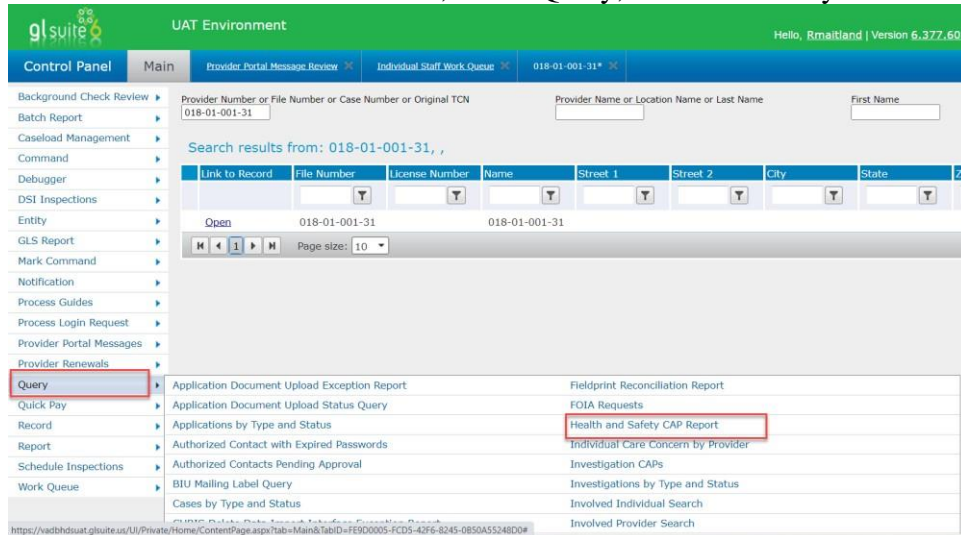 glsuite 6
UAT Environment
Hello, Rmaitland | Version 6.377.60
Control Panel Main Provider Portal Message Review Individual Staff Work Queue 018-01-001-31*
Background Check Review
Batch Report
Caseload Management
Command
Debugger
DSI Inspections
Entity
GLS Report
Mark Command
Notification
Process Guides
Process Login Request
Provider Portal Messages
Provider Renewals
Query
Quick Pay
Record
Report
Schedule Inspections
Work Queue
Provider Number or File Number or Case Number or Original TCN Provider Name or Location Name or Last Name First Name
018-01-001-31
Search results from: 018-01-001-31, ,
Link to Record File Number License Number Name Street 1 Street 2 City State Z
Open 018-01-001-31 018-01-001-31
1 Page size: 10
Application Document Upload Exception Report Fieldprint Reconciliation Report
Application Document Upload Status Query FOIA Requests
Applications by Type and Status Health and Safety CAP Report
Authorized Contact with Expired Passwords Individual Care Concern by Provider
Authorized Contacts Pending Approval Investigation CAPs
BIU Mailing Label Query Investigations by Type and Status
Cases by Type and Status Involved Individual Search
Involved Provider Search
https://vadbhdsuat.glsuite.us/UI/Private/Home/ContentPage.aspx?tab=Main&TabID=FE9D0005-FCD5-42F6-8245-0B50A55248D0#